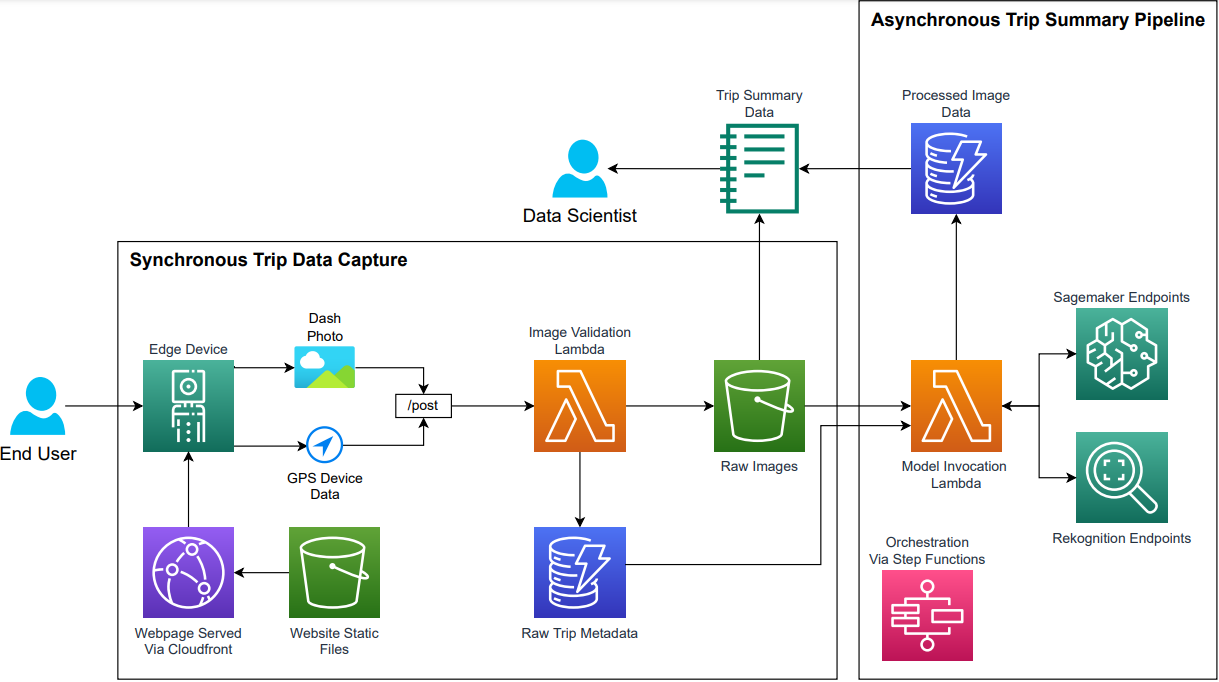 Asynchronous Trip Summary Pipeline
Trip Summary
Data
Processed Image
Data
Data Scientist
Synchronous Trip Data Capture
Sagemaker Endpoints
Dash
Photo
Image Validation
Lambda
Edge Device
/post
End User
Raw Images
Model Invocation
Lambda
GPS Device
Data
Rekognition Endpoints
Orchestration
Via Step Functions
Webpage Served
Via Cloudfront
Website Static
Files
Raw Trip Metadata